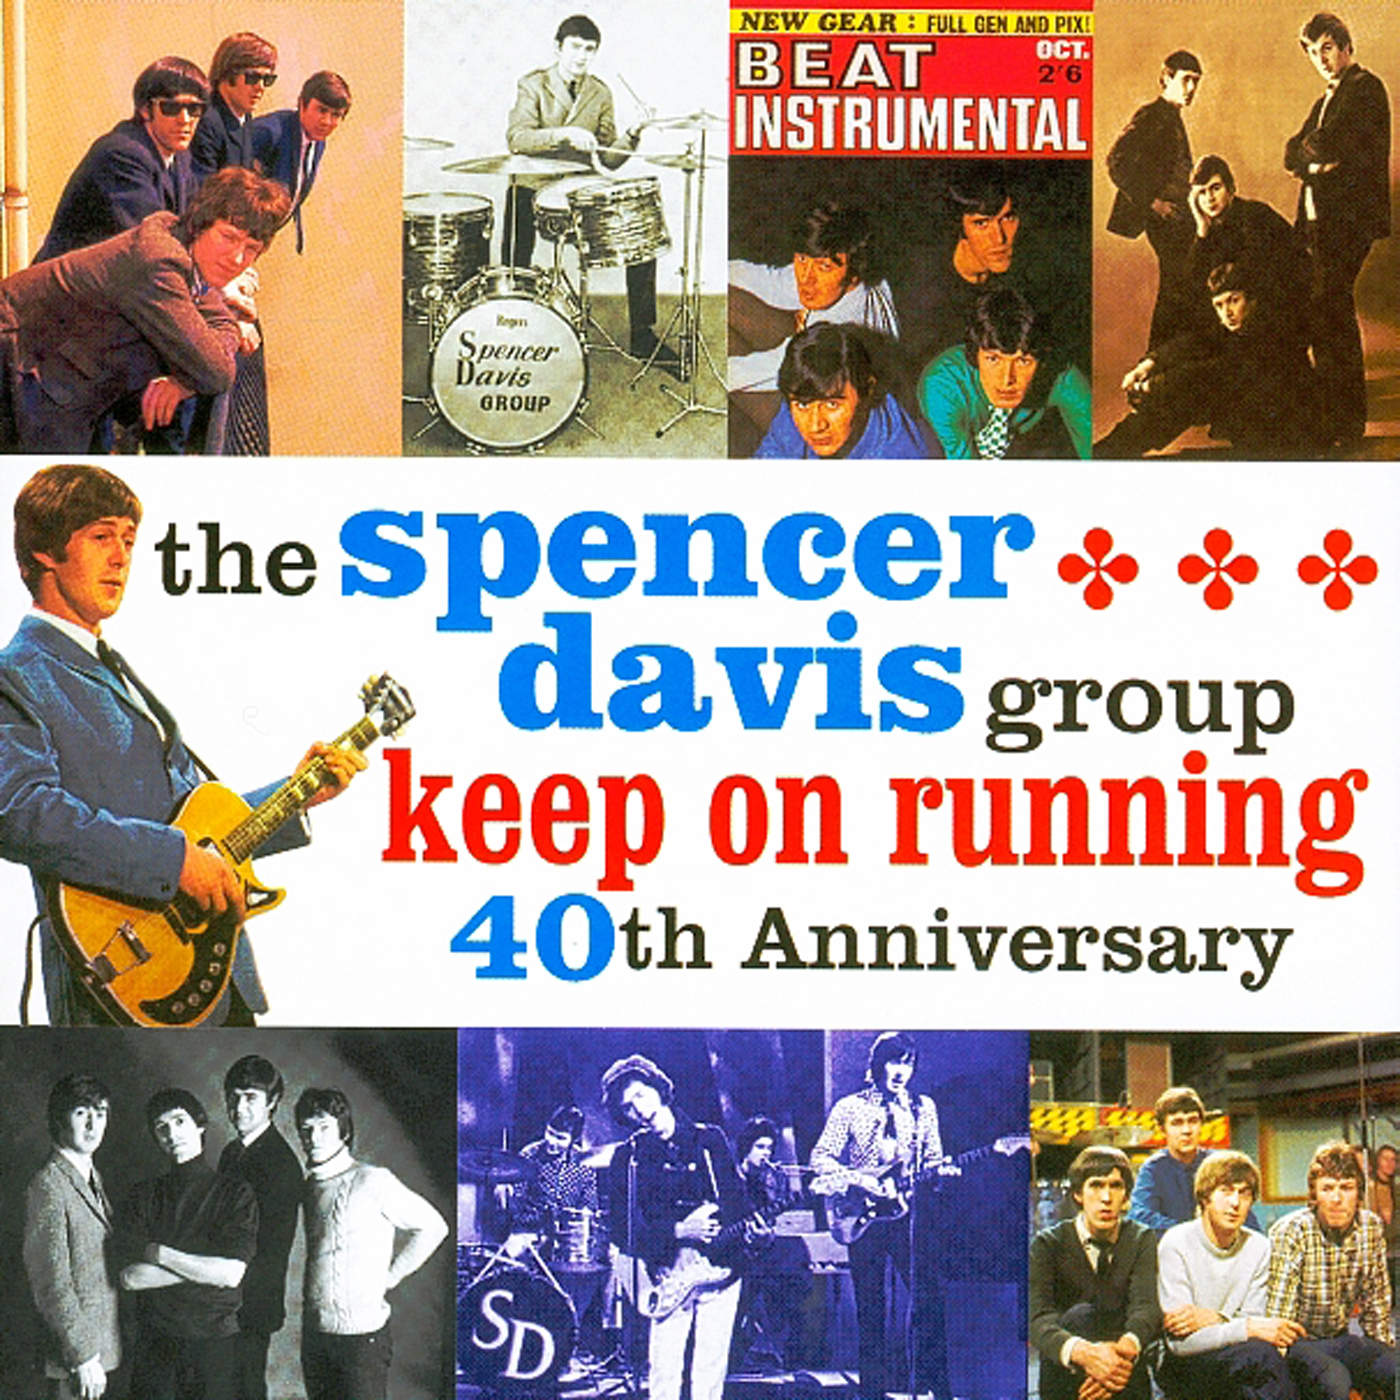 NEW GEAR : FULL GEN AND PIX!
BEAT
OCT.
2'6
INSTRUMENTAL
Rogers
Spencer
Davis
GROUP
the spencer
davis group
keep on running
40th Anniversary
SD